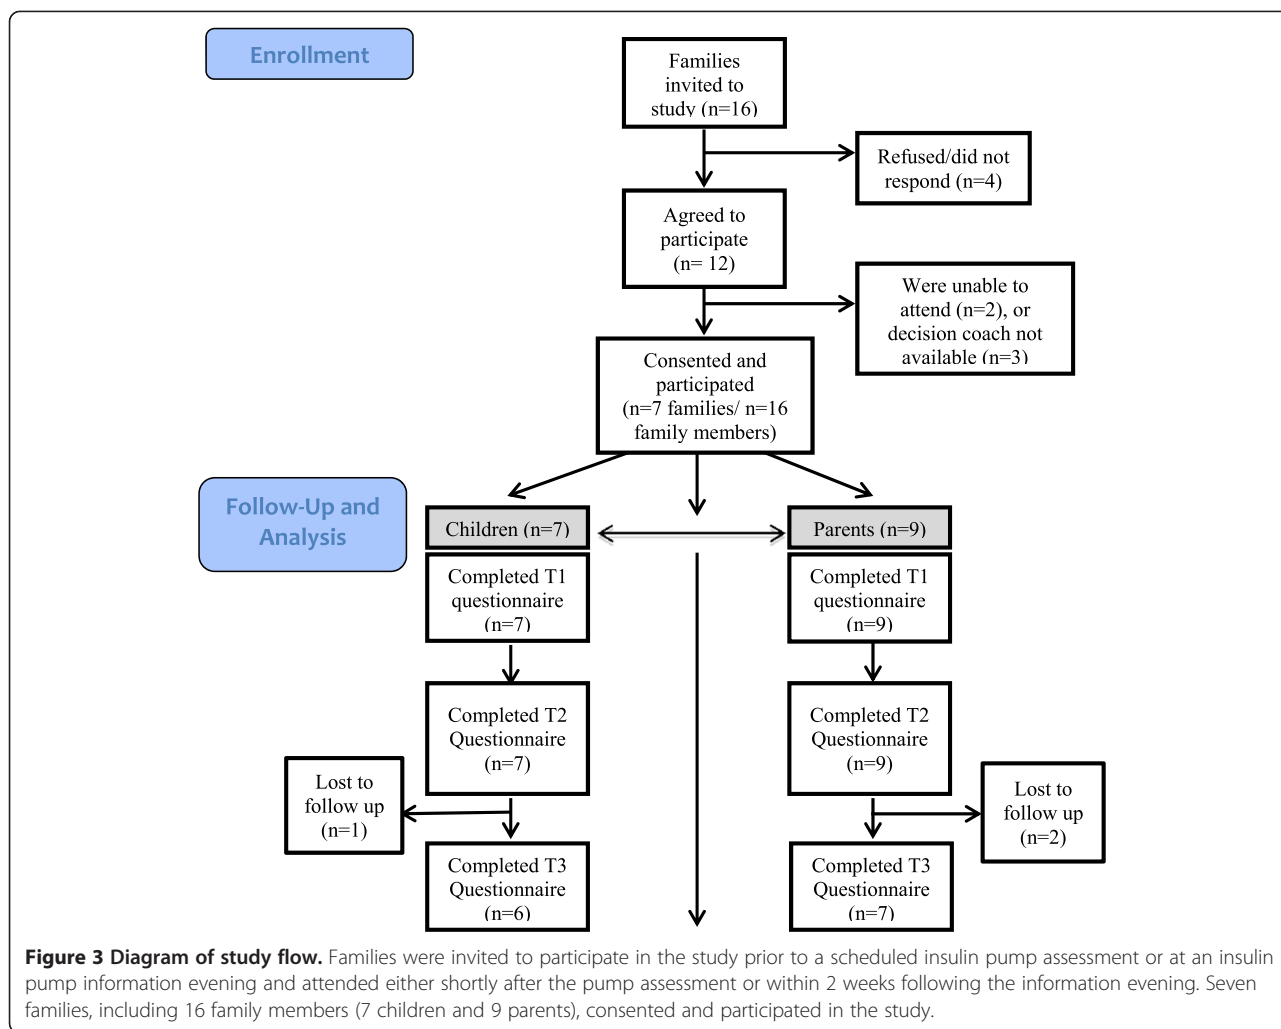 Enrollment
Families
invited to
study (n=16)
Refused/did not
respond (n=4)
Agreed to
participate
(n= 12)
Were unable to
attend (n=2), or
decision coach not
available (n=3)
Consented and
participated
(n=7 families/ n=16
family members)
Follow-Up and
Analysis
Children (n=7)
Parents (n=9)
Completed T1
questionnaire
(n=7)
Completed T1
questionnaire
(n=9)
Completed T2
Questionnaire
(n=7)
Completed T2
Questionnaire
(n=9)
Lost to
follow up
(n=1)
Lost to
follow up
(n=2)
Completed T3
Questionnaire
(n=6)
Completed T3
Questionnaire
(n=7)
Figure 3 Diagram of study flow. Families were invited to participate in the study prior to a scheduled insulin pump assessment or at an insulin
pump information evening and attended either shortly after the pump assessment or within 2 weeks following the information evening. Seven
families, including 16 family members (7 children and 9 parents), consented and participated in the study.